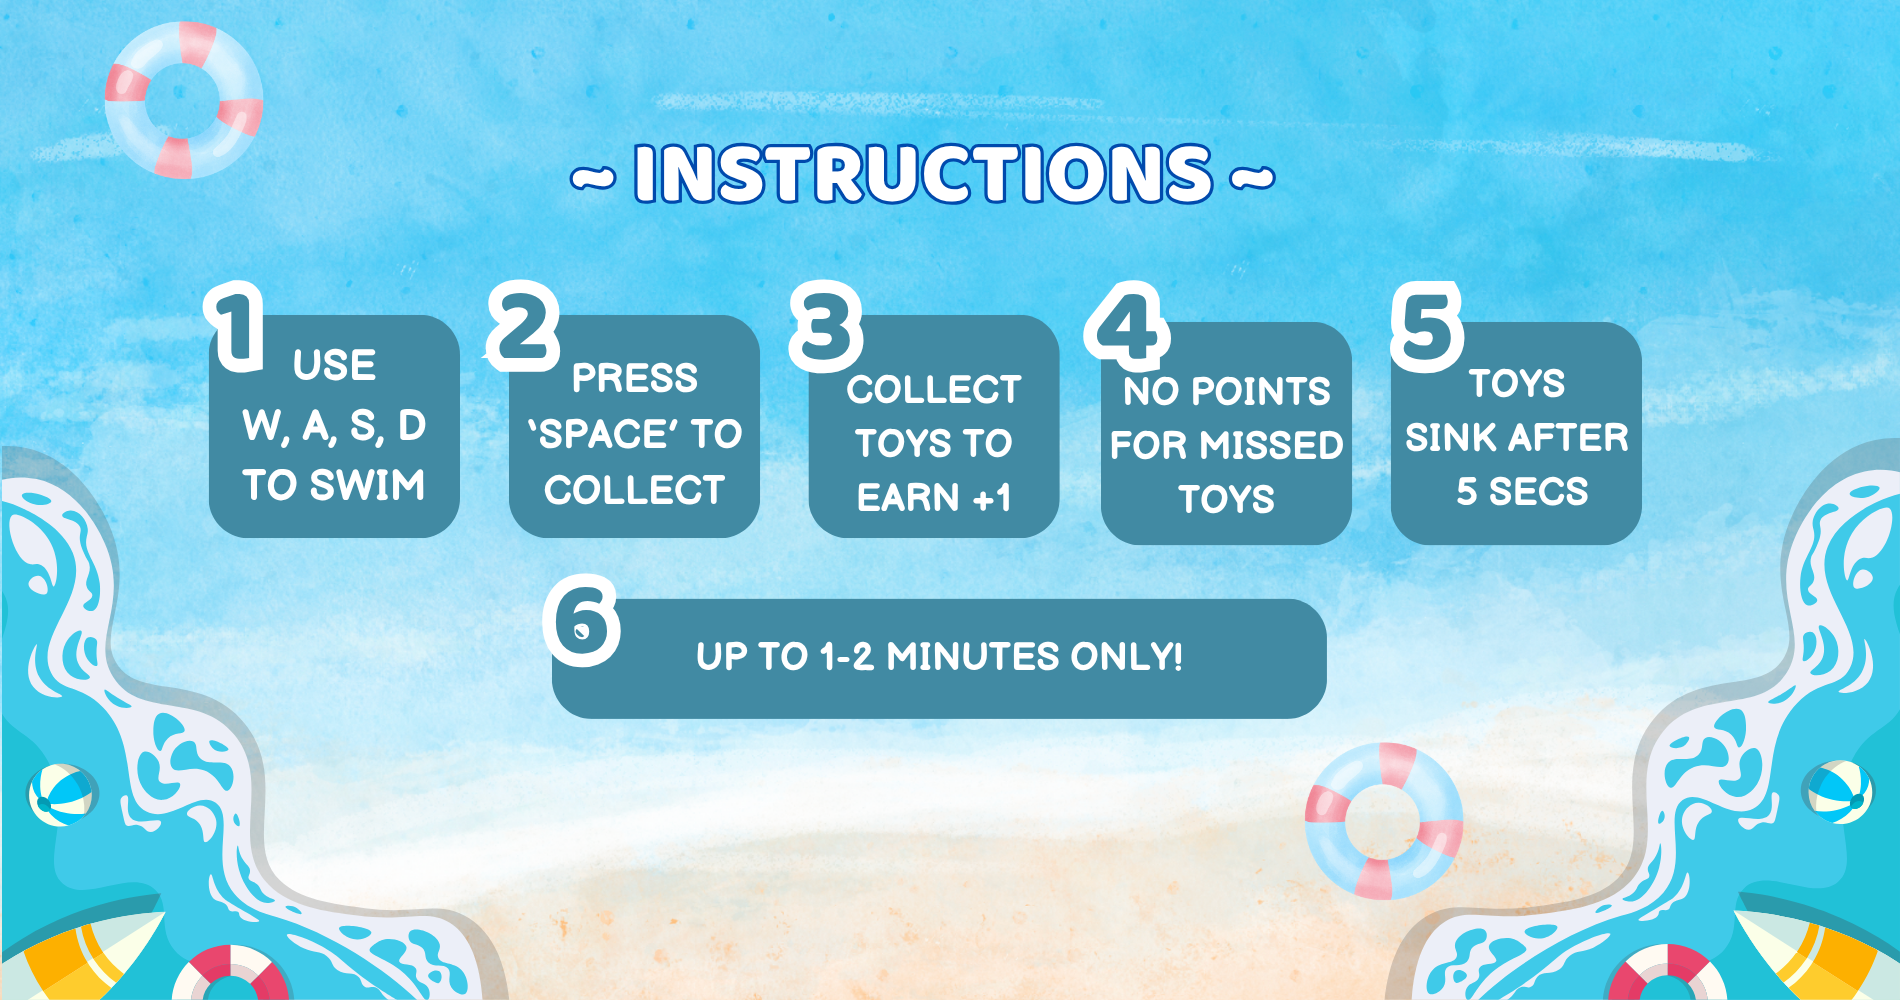 ~ INSTRUCTIONS ~
1
USE
W, A, S, D
TO SWIM
2
PRESS
‘SPACE’ TO
COLLECT
3
COLLECT
TOYS TO
EARN +1
4
NO POINTS
FOR MISSED
TOYS
5
TOYS
SINK AFTER
5 SECS
6
UP TO 1-2 MINUTES ONLY!